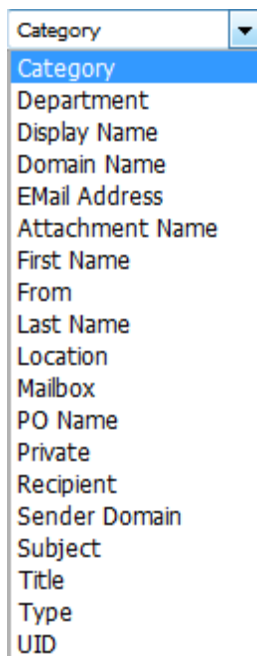 Category
Category
Department
Display Name
Domain Name
EMail Address
Attachment Name
First Name
From
Last Name
Location
Mailbox
PO Name
Private
Recipient
Sender Domain
Subject
Title
Type
UID